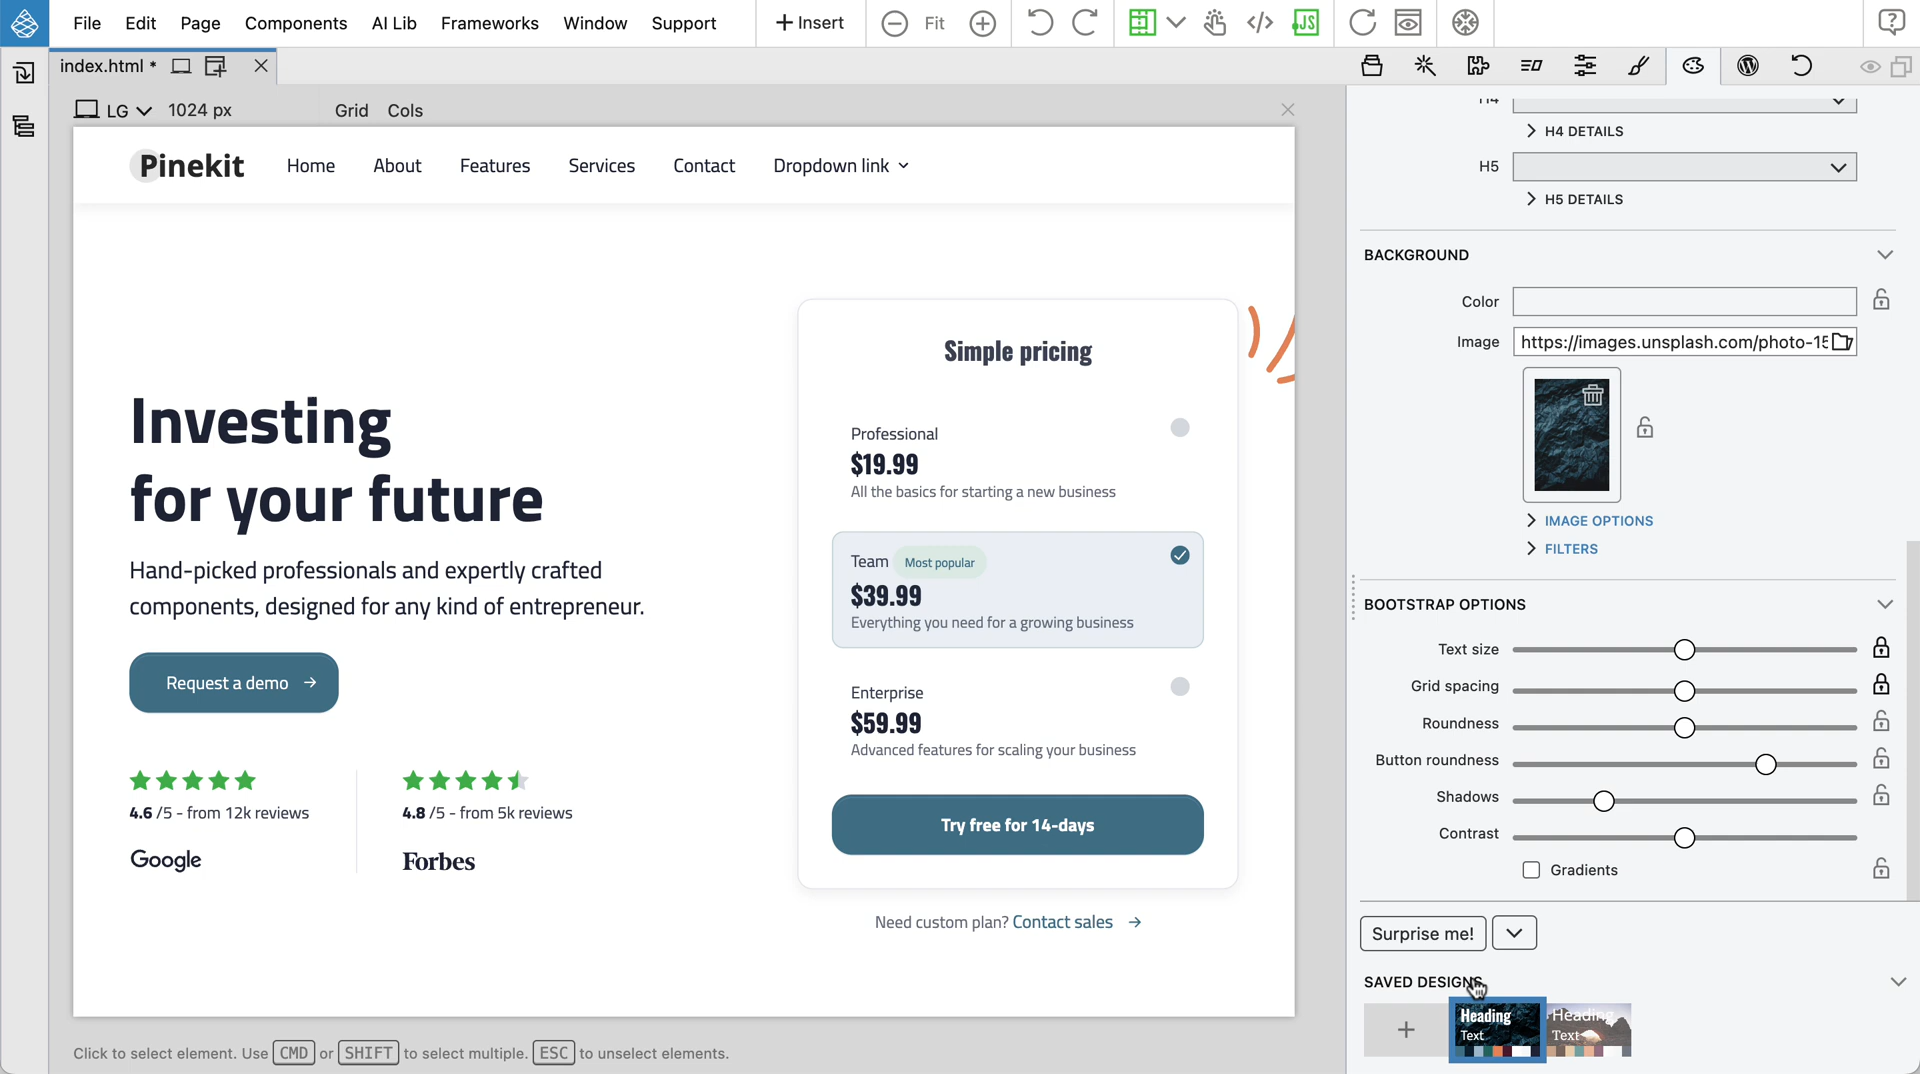 File Edit Page Components AI Lib Frameworks Window Support + Insert Fit JS
index.html *
LG 1024 px Grid Cols
Pinekit Home About Features Services Contact Dropdown link
Investing
for your future
Hand-picked professionals and expertly crafted
components, designed for any kind of entrepreneur.
Request a demo →
4.6 /5 - from 12k reviews
4.8 /5 - from 5k reviews
Google
Forbes
Simple pricing
Professional
$19.99
All the basics for starting a new business
Team Most popular
$39.99
Everything you need for a growing business
Enterprise
$59.99
Advanced features for scaling your business
Try free for 14-days
Need custom plan? Contact sales →
Click to select element. Use CMD or SHIFT to select multiple. ESC to unselect elements.
H4
H4 DETAILS
H5
H5 DETAILS
BACKGROUND
Color
Image https://images.unsplash.com/photo-15
IMAGE OPTIONS
FILTERS
BOOTSTRAP OPTIONS
Text size
Grid spacing
Roundness
Button roundness
Shadows
Contrast
Gradients
Surprise me!
SAVED DESIGNS
+
Heading
Text
Heading
Text